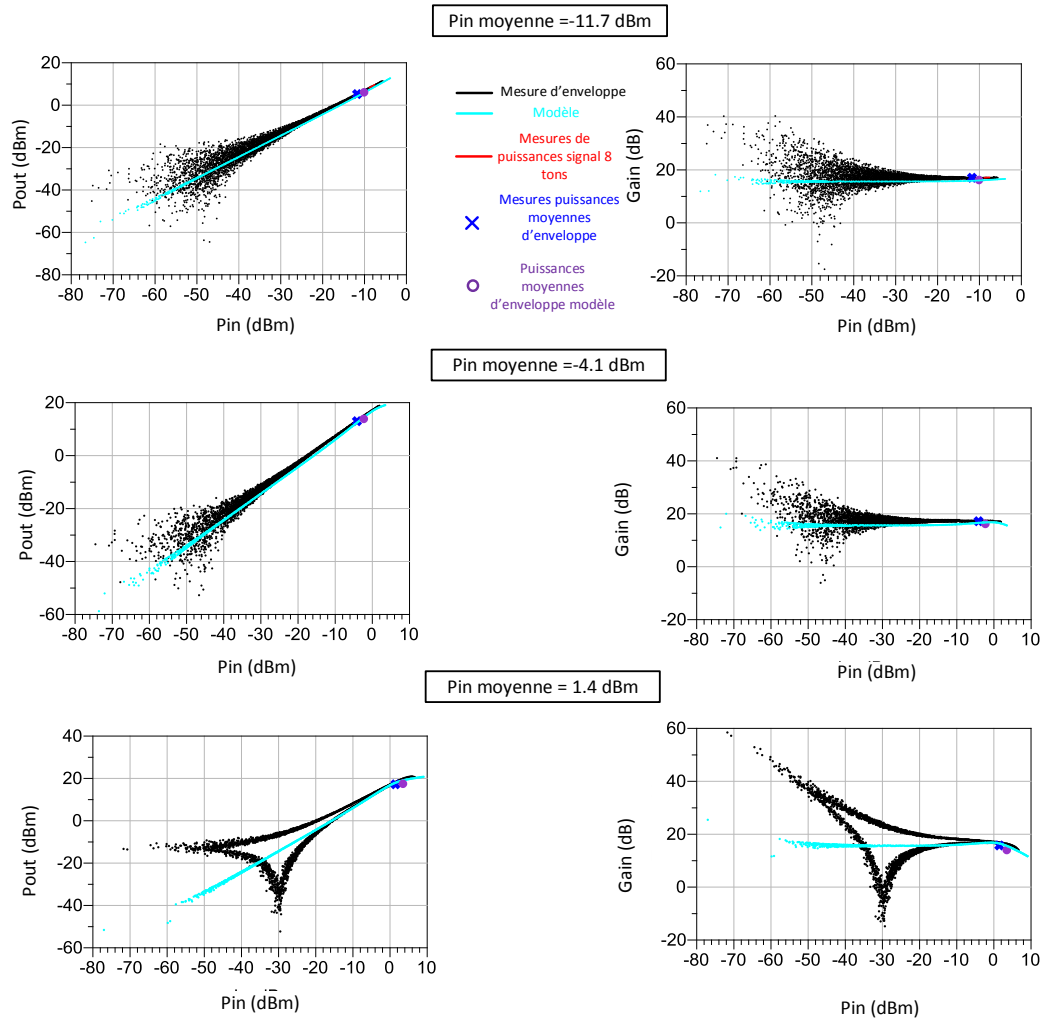 Pin moyenne =-11.7 dBm
20
0
-20
-40
-60
-80
Pout (dBm)
-80 -70 -60 -50 -40 -30 -20 -10 0
Pin (dBm)
Mesure d'enveloppe
Modèle
Mesures de
puissances signal 8
tons
Mesures puissances
moyennes
d'enveloppe
Puissances
moyennes
d'enveloppe modèle
60
40
20
0
-20
Gain (dB)
-80 -70 -60 -50 -40 -30 -20 -10 0
Pin (dBm)
Pin moyenne =-4.1 dBm
20
0
-20
-40
-60
Pout (dBm)
-80 -70 -60 -50 -40 -30 -20 -10 0 10
Pin (dBm)
60
40
20
0
-20
Gain (dB)
-80 -70 -60 -50 -40 -30 -20 -10 0 10
Pin (dBm)
Pin moyenne = 1.4 dBm
40
20
0
-20
-40
-60
Pout (dBm)
-80 -70 -60 -50 -40 -30 -20 -10 0 10
Pin (dBm)
60
40
20
0
-20
Gain (dB)
-80 -70 -60 -50 -40 -30 -20 -10 0 10
Pin (dBm)